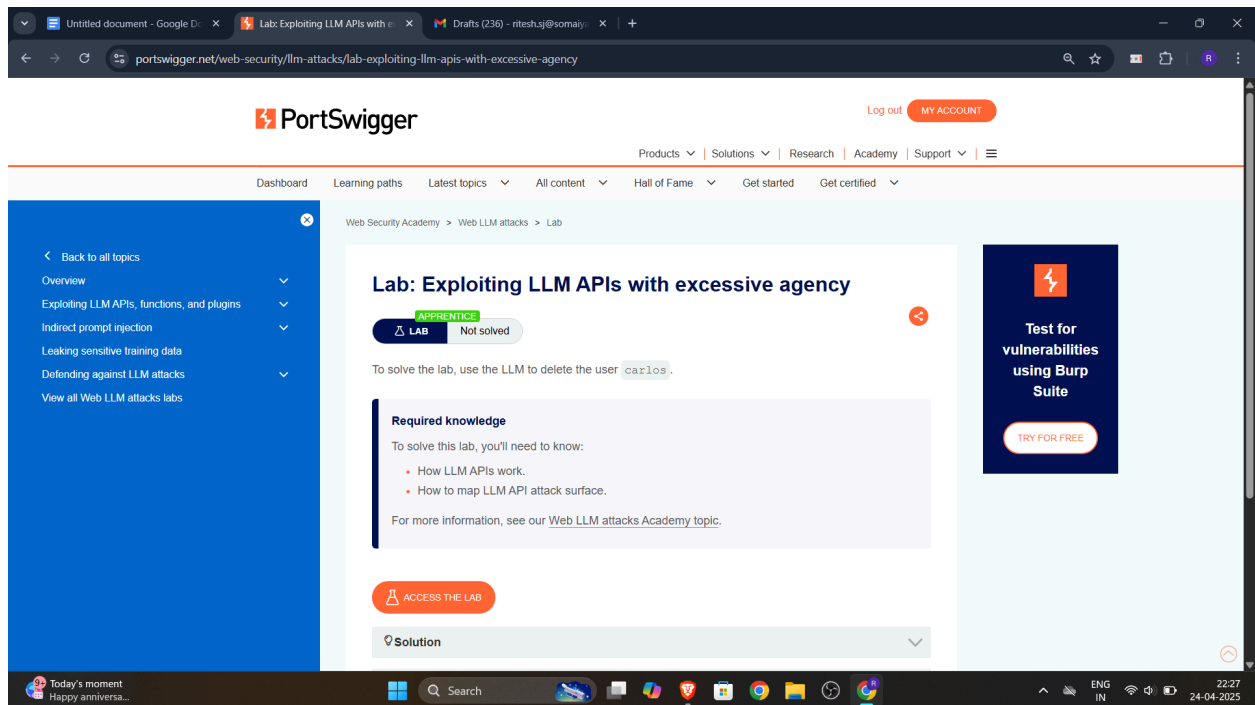 Untitled document - Google Do
Lab: Exploiting LLM APIs with ex
Drafts (236) - ritesh.sj@somaiya
portswigger.net/web-security/llm-attacks/lab-exploiting-llm-apis-with-excessive-agency
R
PortSwigger
Log out
MY ACCOUNT
Products
Solutions
Research
Academy
Support
Dashboard
Learning paths
Latest topics
All content
Hall of Fame
Get started
Get certified
Back to all topics
Overview
Exploiting LLM APIs, functions, and plugins
Indirect prompt injection
Leaking sensitive training data
Defending against LLM attacks
View all Web LLM attacks labs
Web Security Academy > Web LLM attacks > Lab
Lab: Exploiting LLM APIs with excessive agency
APPRENTICE
LAB
Not solved
To solve the lab, use the LLM to delete the user carlos.
Required knowledge
To solve this lab, you'll need to know:
• How LLM APIs work.
• How to map LLM API attack surface.
For more information, see our Web LLM attacks Academy topic.
ACCESS THE LAB
Solution
Test for
vulnerabilities
using Burp
Suite
TRY FOR FREE
9+
Today's moment
Happy anniversa...
Search
R
ENG
IN
22:27
24-04-2025